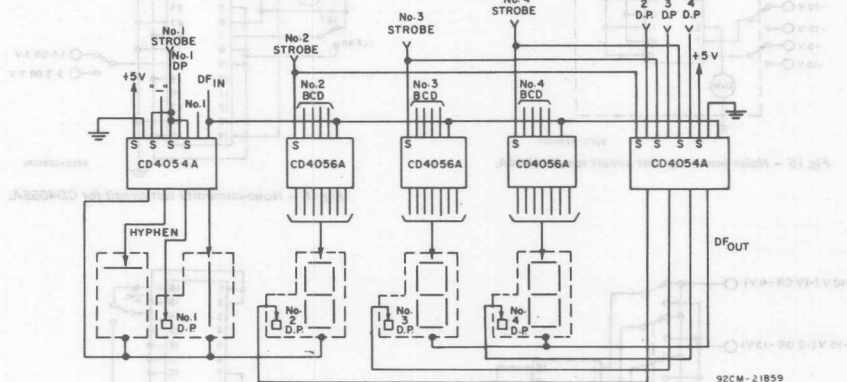 No.4
STROBE
2 3 4
D.P. D.P D.P
No.3
STROBE
No.2
STROBE
No.1
STROBE
No.1
DP
DF IN
+5V
"—"
No.1
No.2
BCD
No.3
BCD
No.4
BCD
+5V
S S S S
S
S
S
S S S S
CD4054A
CD4056A
CD4056A
CD4056A
CD4054A
HYPHEN
DF OUT
No.1
D.P
No.
2
D.P.
No.
3
D.P.
No.
4
D.P.
92CM-21859